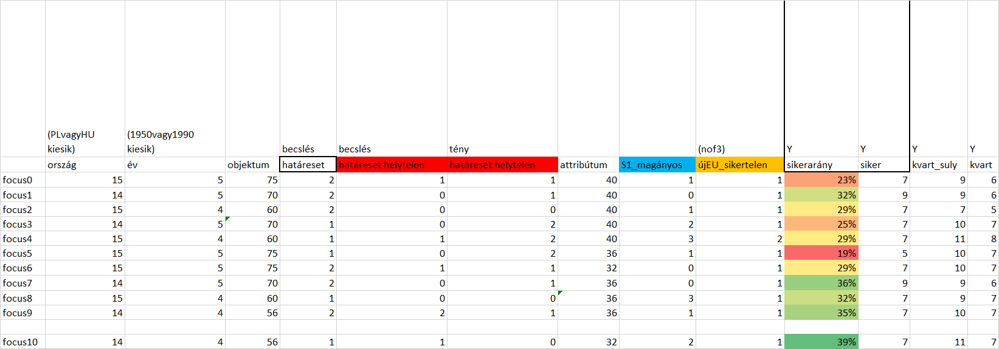 (PLvagyHU (1950vagy1990
kiesik) kiesik) becslés becslés tény (nof3) Y Y Y Y
ország év objektum határeset határeset helytelen határeset helytelen attribútum S1_magányos újEU_sikertelen sikerarány siker kvart_suly kvart
focus0 15 5 75 2 1 1 40 1 1 23% 7 9 6
focus1 14 5 70 2 0 1 40 0 1 32% 9 9 6
focus2 15 4 60 2 0 0 40 1 1 29% 7 7 5
focus3 14 5 70 1 0 2 40 2 1 25% 7 10 7
focus4 15 4 60 1 1 2 40 3 2 29% 7 11 8
focus5 15 5 75 1 0 2 36 1 1 19% 5 10 7
focus6 15 5 75 2 1 1 32 0 1 29% 7 10 7
focus7 14 5 70 2 0 1 36 0 1 36% 9 9 6
focus8 15 4 60 1 0 0 36 3 1 32% 7 9 7
focus9 14 4 56 2 2 1 36 1 1 35% 7 10 7
focus10 14 4 56 1 1 0 32 2 1 39% 7 11 7